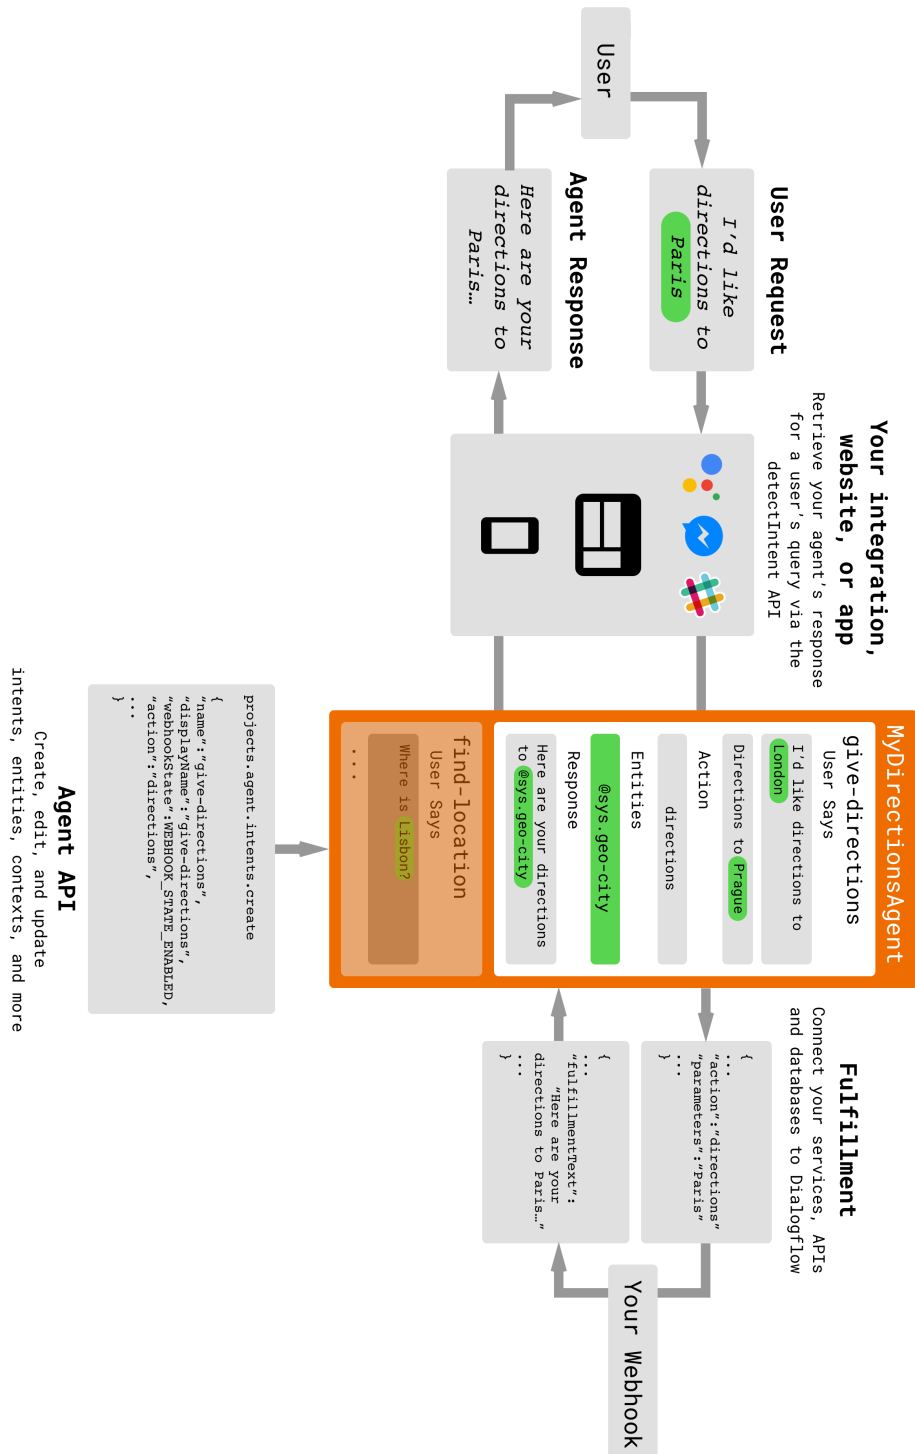 User
User Request
I'd like
directions to
Paris
Agent Response
Here are your
directions to
Paris…
Your integration,
website, or app
Retrieve your agent's response
for a user's query via the
detectIntent API
MyDirectionsAgent
give-directions
User Says
I'd like directions to
London
Directions to Prague
Action
directions
Entities
@sys.geo-city
Response
Here are your directions
to @sys.geo-city
find-location
User Says
Where is Lisbon?
...
Fulfillment
Connect your services, APIs
and databases to Dialogflow
{
...
"action":"directions"
"parameters":"Paris"
...
}
{
...
"fulfillmentText":
"Here are your
directions to Paris…"
...
}
Your Webhook
projects.agent.intents.create
{
"name":"give-directions",
"displayName":"give-directions",
"webhookState":WEBHOOK_STATE_ENABLED,
"action":"directions",
...
}
Agent API
Create, edit, and update
intents, entities, contexts, and more